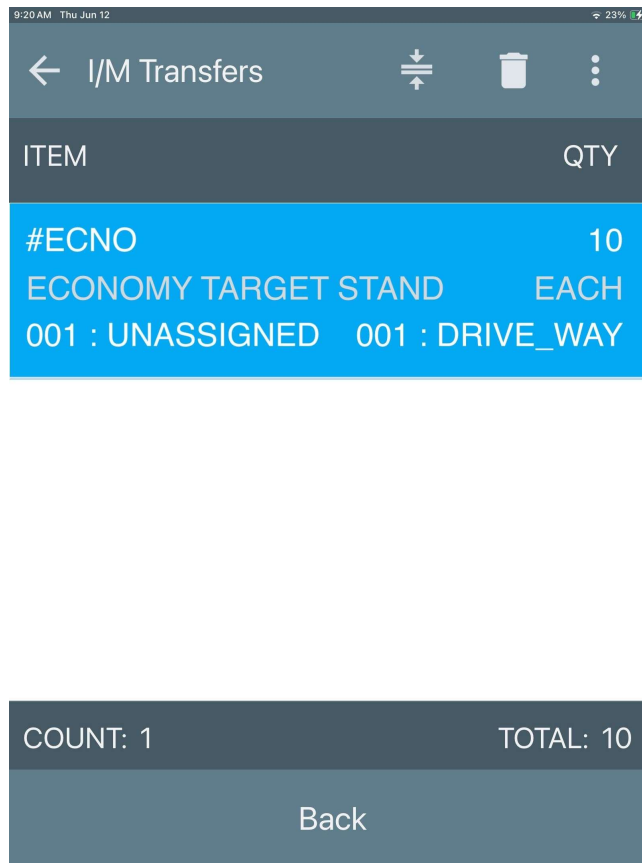 9:20 AM Thu Jun 12 23%
I/M Transfers
ITEM QTY
#ECNO 10
ECONOMY TARGET STAND EACH
001 : UNASSIGNED 001 : DRIVE_WAY
COUNT: 1 TOTAL: 10
Back